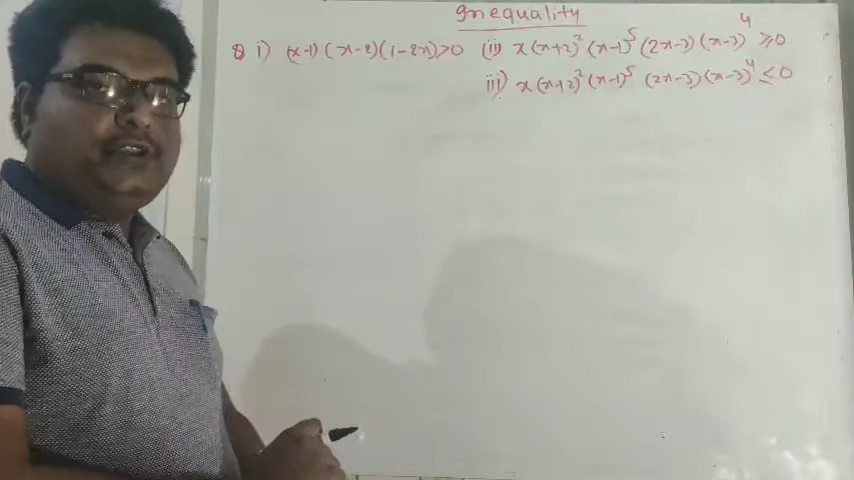 Inequality
Q i) (x-1)(x-2)(1-2x)>0 (ii) x(x+2)²(x-1)⁵(2x-3)(x-3)⁴ ≥0
iii) x(x+2)²(x-1)⁵ (2x-3)(x-3)⁴ ≤0